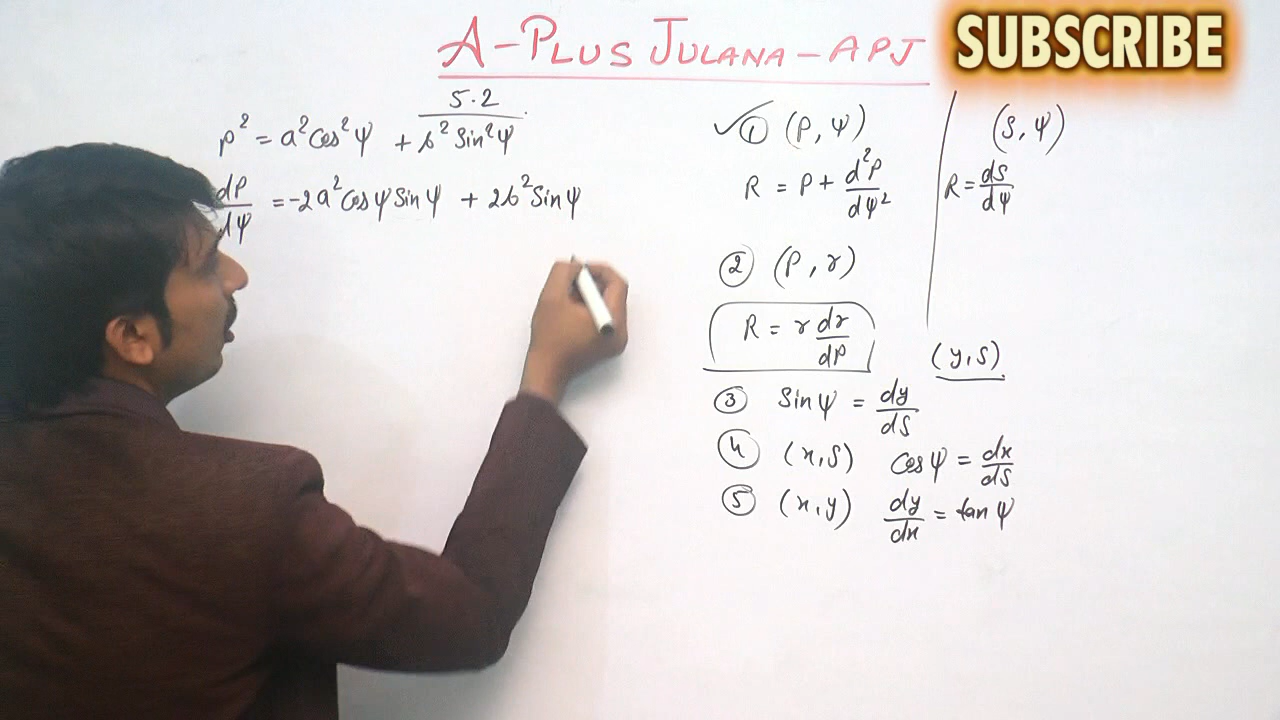 A-PLUS JULANA-APJ
SUBSCRIBE
5.2
p² = a²Cos²ψ + b²Sin²ψ
dP/dψ = -2a²Cosψ Sinψ + 2b²Sinψ
✓① (P, ψ)
R = P + d²P/dψ²
(S, ψ)
R = dS/dψ
② (P, r)
R = r dr/dP
(y, S)
③ Sinψ = dy/dS
④ (x, S) Cosψ = dx/dS
⑤ (x, y) dy/dx = tanψ